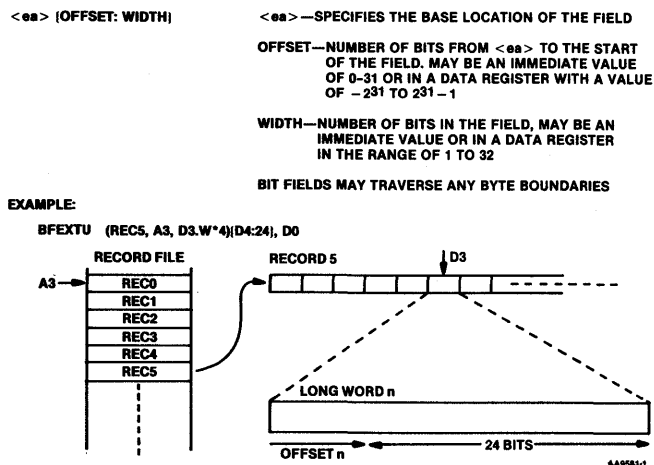 <ea> {OFFSET: WIDTH}
<ea>—SPECIFIES THE BASE LOCATION OF THE FIELD
OFFSET—NUMBER OF BITS FROM <ea> TO THE START
OF THE FIELD. MAY BE AN IMMEDIATE VALUE
OF 0-31 OR IN A DATA REGISTER WITH A VALUE
OF −2³¹ TO 2³¹ − 1
WIDTH—NUMBER OF BITS IN THE FIELD, MAY BE AN
IMMEDIATE VALUE OR IN A DATA REGISTER
IN THE RANGE OF 1 TO 32
BIT FIELDS MAY TRAVERSE ANY BYTE BOUNDARIES
EXAMPLE:
BFEXTU (REC5, A3, D3.W*4){D4:24}, D0
RECORD FILE
A3
REC0
REC1
REC2
REC3
REC4
REC5
RECORD 5
D3
LONG WORD n
OFFSET n
24 BITS
6A9581-1